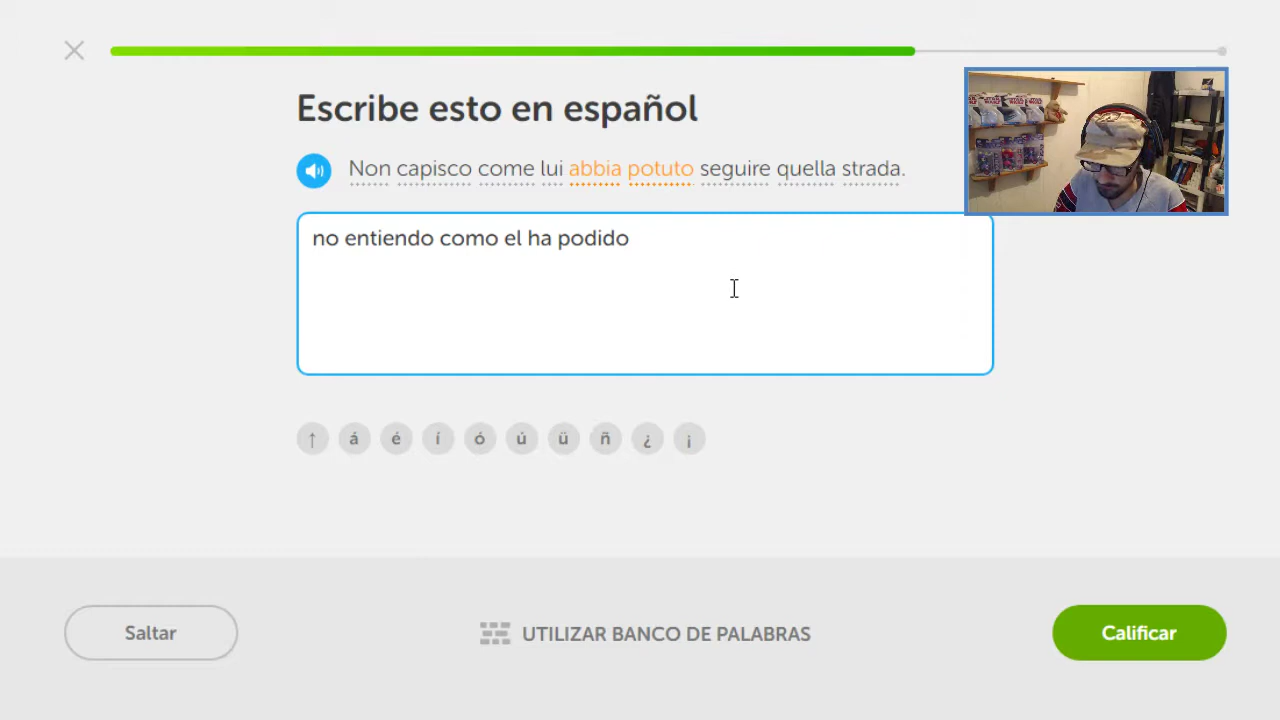 Escribe esto en español
Non capisco come lui abbia potuto seguire quella strada.
no entiendo como el ha podido
↑ á é í ó ú ü ñ ¿ ¡
Saltar
UTILIZAR BANCO DE PALABRAS
Calificar